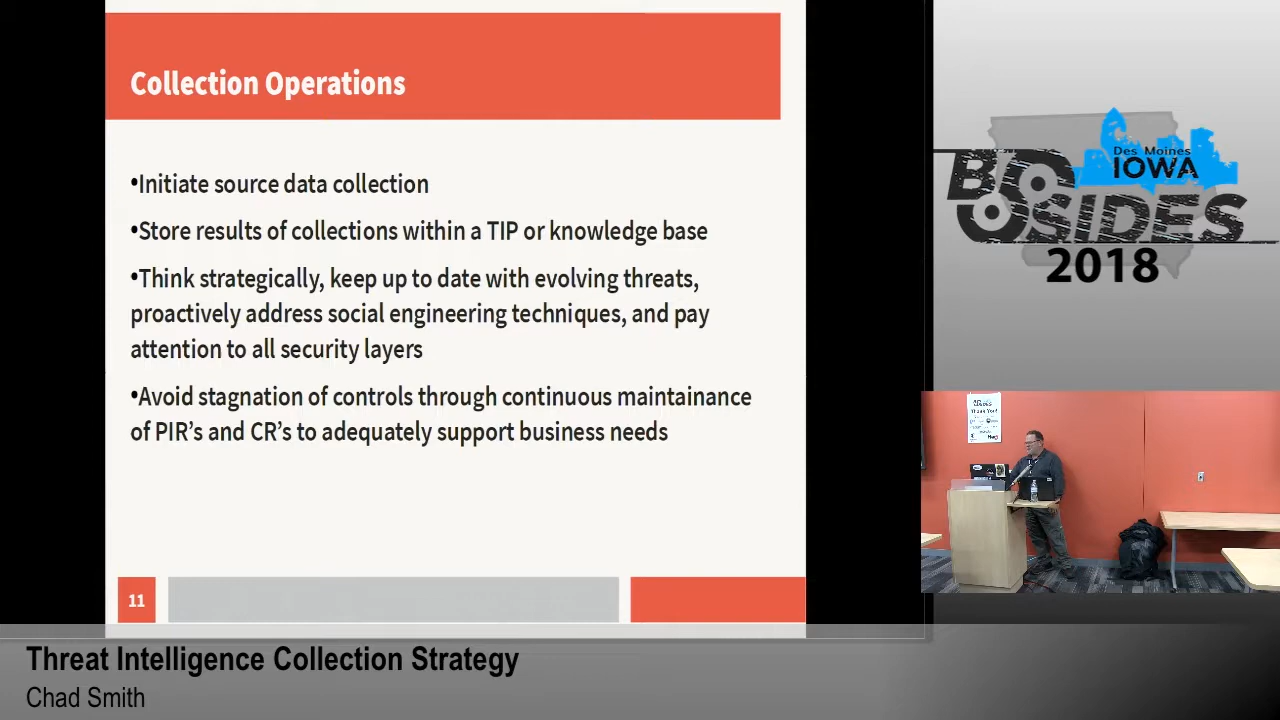 Collection Operations
•Initiate source data collection
•Store results of collections within a TIP or knowledge base
•Think strategically, keep up to date with evolving threats,
proactively address social engineering techniques, and pay
attention to all security layers
•Avoid stagnation of controls through continuous maintainance
of PIR’s and CR’s to adequately support business needs
11
Des Moines
IOWA
BSIDES
2018
Thank You!
Threat Intelligence Collection Strategy
Chad Smith